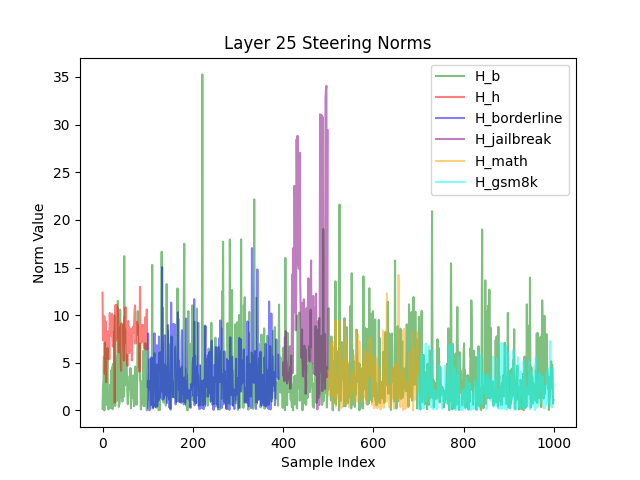 Layer 25 Steering Norms
35
30
25
20
15
10
5
0
Norm Value
H_b
H_h
H_borderline
H_jailbreak
H_math
H_gsm8k
0 200 400 600 800 1000
Sample Index